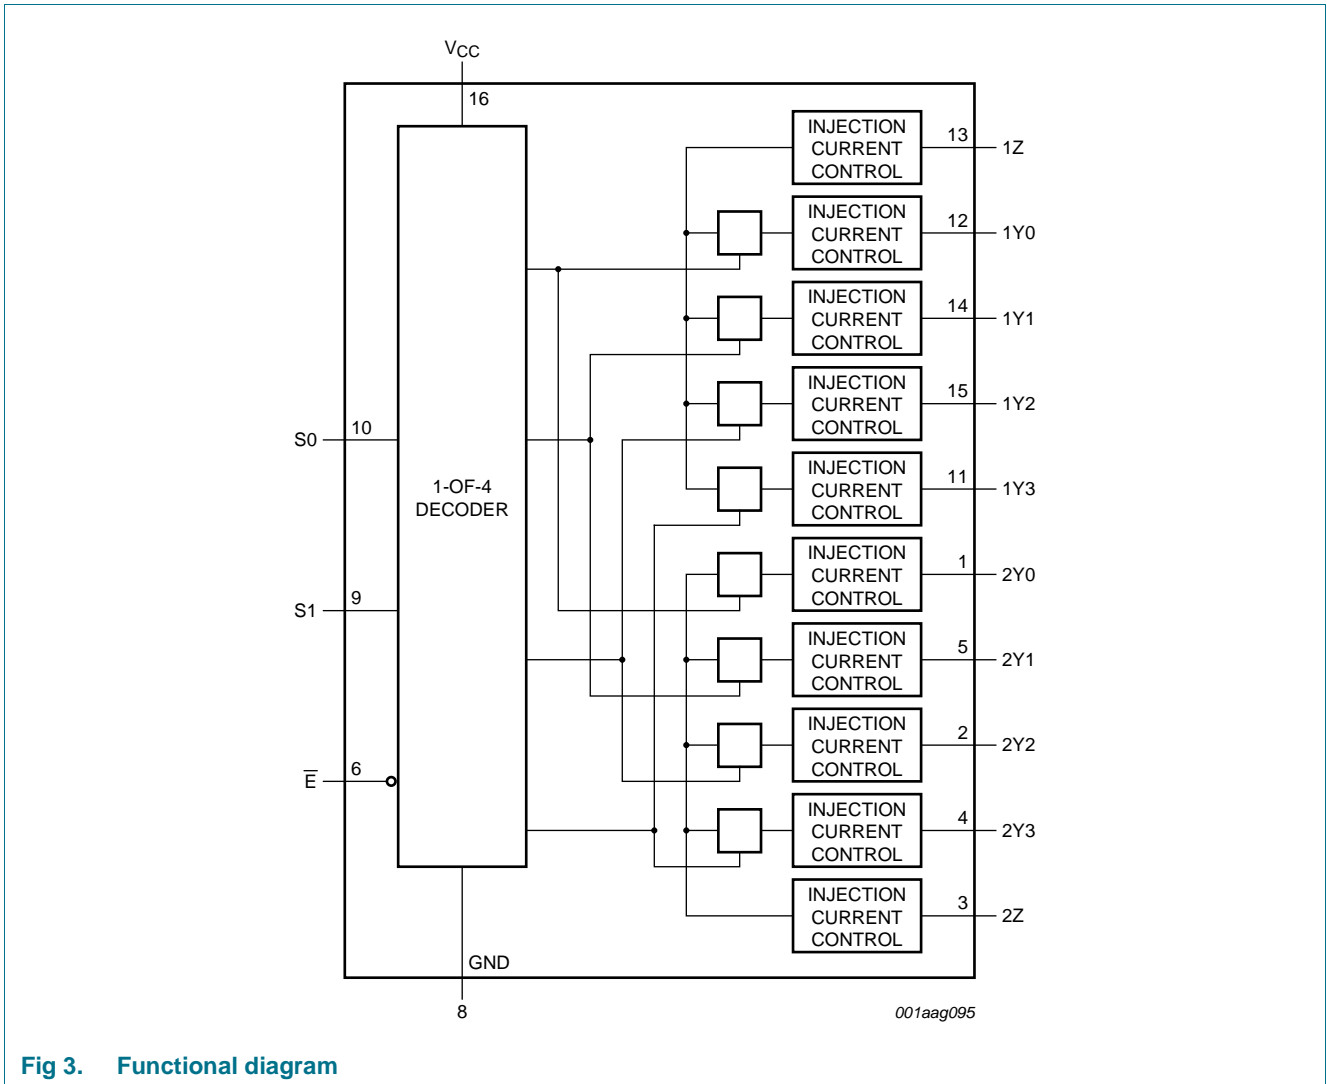 VCC
16
INJECTION
CURRENT
CONTROL
13
1Z
INJECTION
CURRENT
CONTROL
12
1Y0
INJECTION
CURRENT
CONTROL
14
1Y1
INJECTION
CURRENT
CONTROL
15
1Y2
S0
10
INJECTION
CURRENT
CONTROL
11
1Y3
1-OF-4
DECODER
INJECTION
CURRENT
CONTROL
1
2Y0
S1
9
INJECTION
CURRENT
CONTROL
5
2Y1
INJECTION
CURRENT
CONTROL
2
2Y2
E̅
6
INJECTION
CURRENT
CONTROL
4
2Y3
INJECTION
CURRENT
CONTROL
3
2Z
GND
8
001aag095
Fig 3. Functional diagram